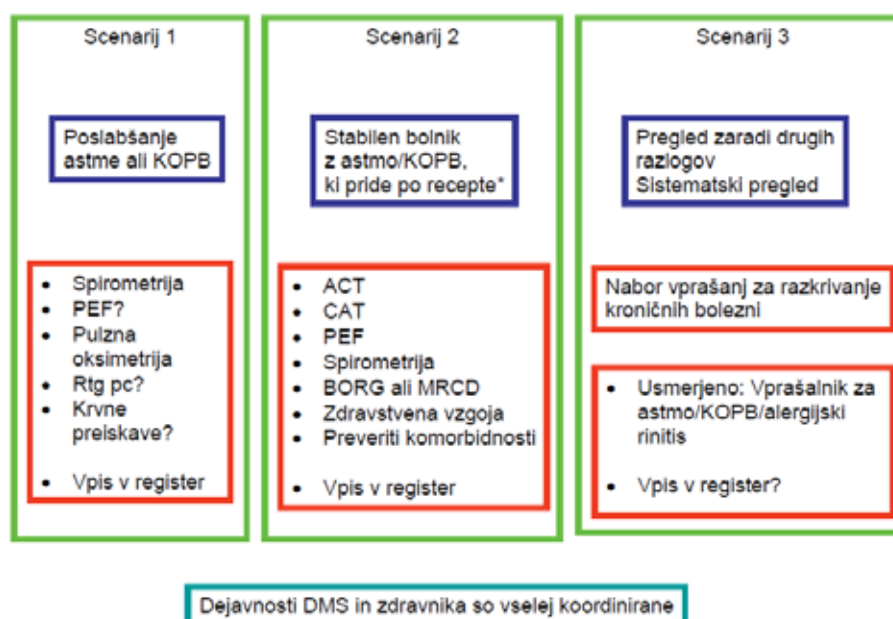 Scenarij 1
Poslabšanje
astme ali KOPB
• Spirometrija
• PEF?
• Pulzna
oksimetrija
• Rtg pc?
• Krvne
preiskave?
• Vpis v register
Scenarij 2
Stabilen bolnik
z astmo/KOPB,
ki pride po recepte*
• ACT
• CAT
• PEF
• Spirometrija
• BORG ali MRCD
• Zdravstvena vzgoja
• Preveriti komorbidnosti
• Vpis v register
Scenarij 3
Pregled zaradi drugih
razlogov
Sistematski pregled
Nabor vprašanj za razkrivanje
kroničnih bolezni
• Usmerjeno: Vprašalnik za
astmo/KOPB/alergijski
rinitis
• Vpis v register?
Dejavnosti DMS in zdravnika so vselej koordinirane